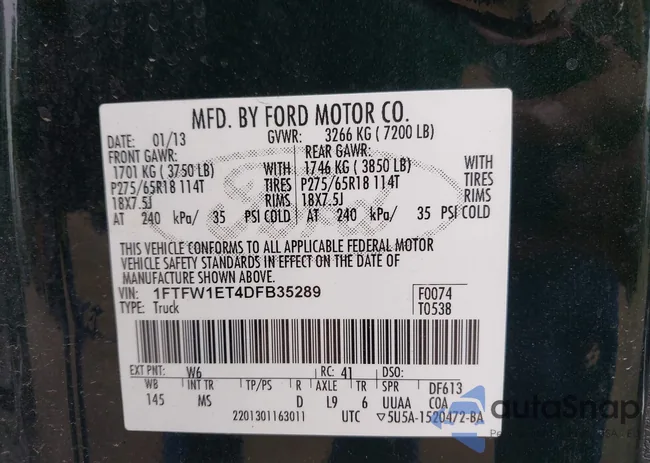 MFD. BY FORD MOTOR CO.
DATE: 01/13 GVWR: 3266 KG ( 7200 LB)
FRONT GAWR: REAR GAWR:
1701 KG ( 3750 LB) WITH 1746 KG ( 3850 LB) WITH
P275/65R18 114T TIRES P275/65R18 114T TIRES
18X7.5J RIMS 18X7.5J RIMS
AT 240 kPa/ 35 PSI COLD AT 240 kPa/ 35 PSI COLD
Ford
THIS VEHICLE CONFORMS TO ALL APPLICABLE FEDERAL MOTOR
VEHICLE SAFETY STANDARDS IN EFFECT ON THE DATE OF
MANUFACTURE SHOWN ABOVE.
VIN: 1FTFW1ET4DFB35289 F0074
TYPE: Truck T0538
EXT PNT: W6 RC: 41 DSO:
WB INT TR TP/PS R AXLE TR SPR DF613
145 MS D L9 6 UUAA COA
2201301163011 UTC ▽5U5A-1520472-BA
autoSnap